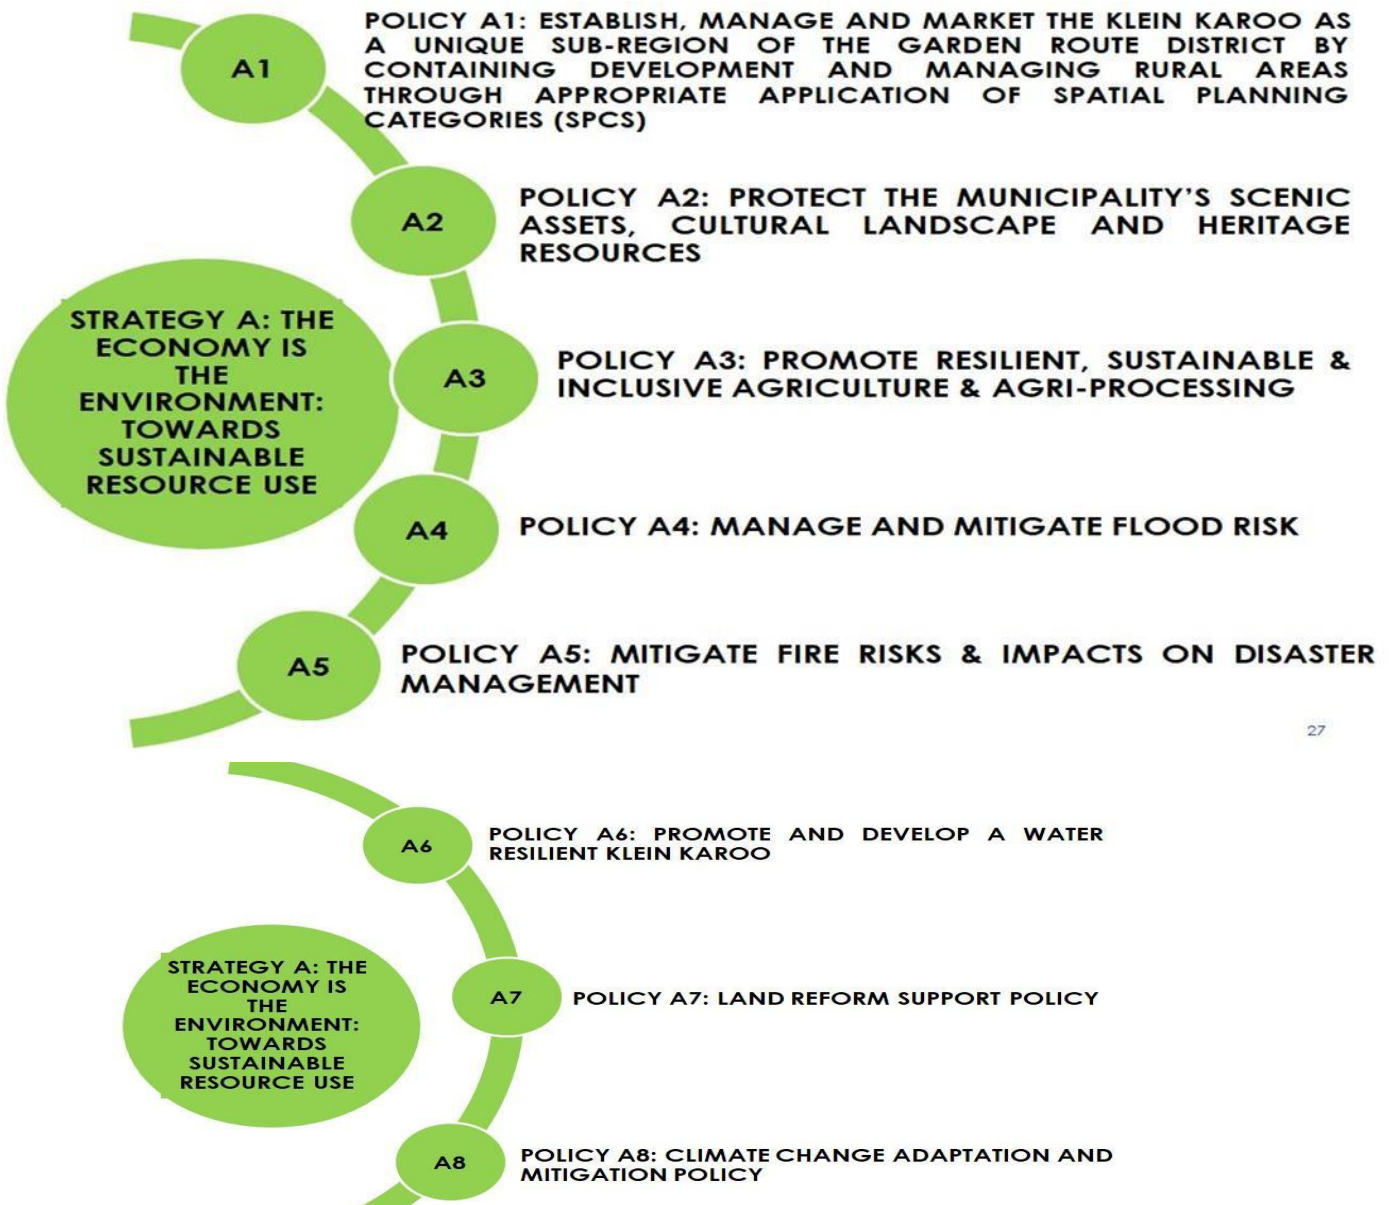 A1
POLICY A1: ESTABLISH, MANAGE AND MARKET THE KLEIN KAROO AS
A UNIQUE SUB-REGION OF THE GARDEN ROUTE DISTRICT BY
CONTAINING DEVELOPMENT AND MANAGING RURAL AREAS
THROUGH APPROPRIATE APPLICATION OF SPATIAL PLANNING
CATEGORIES (SPCS)
A2
POLICY A2: PROTECT THE MUNICIPALITY'S SCENIC
ASSETS, CULTURAL LANDSCAPE AND HERITAGE
RESOURCES
STRATEGY A: THE
ECONOMY IS
THE
ENVIRONMENT:
TOWARDS
SUSTAINABLE
RESOURCE USE
A3
POLICY A3: PROMOTE RESILIENT, SUSTAINABLE &
INCLUSIVE AGRICULTURE & AGRI-PROCESSING
A4
POLICY A4: MANAGE AND MITIGATE FLOOD RISK
A5
POLICY A5: MITIGATE FIRE RISKS & IMPACTS ON DISASTER
MANAGEMENT
27
A6
POLICY A6: PROMOTE AND DEVELOP A WATER
RESILIENT KLEIN KAROO
STRATEGY A: THE
ECONOMY IS
THE
ENVIRONMENT:
TOWARDS
SUSTAINABLE
RESOURCE USE
A7
POLICY A7: LAND REFORM SUPPORT POLICY
A8
POLICY A8: CLIMATE CHANGE ADAPTATION AND
MITIGATION POLICY